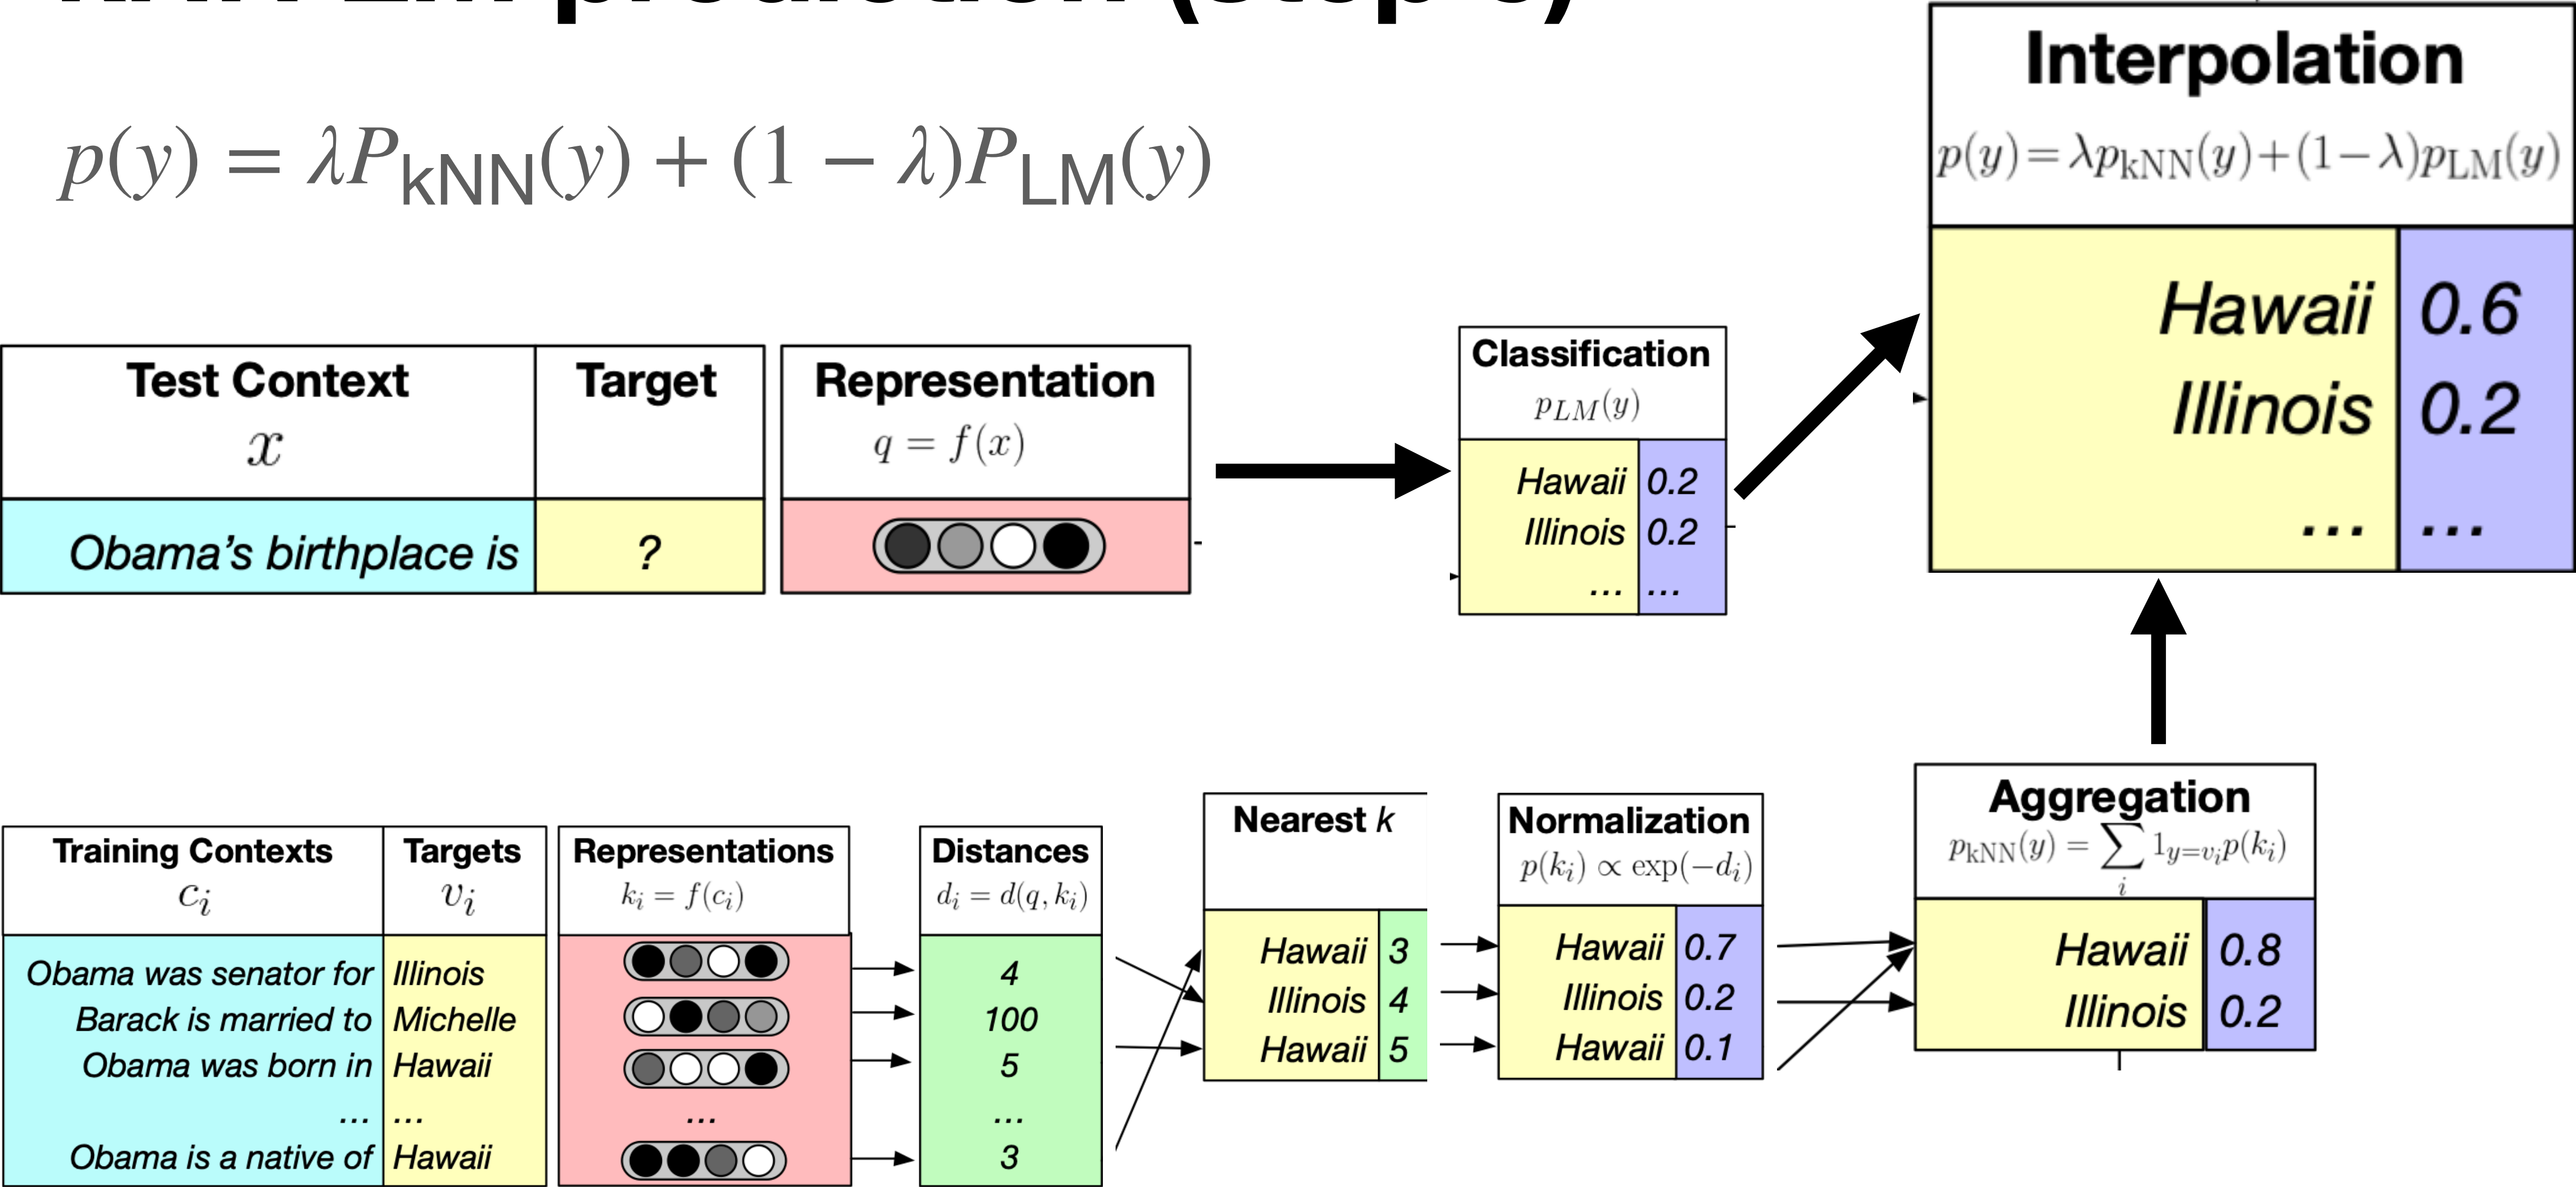 prediction (step
p(y) = λP_kNN(y) + (1 − λ)P_LM(y)
Interpolation
p(y)=λp_kNN(y)+(1−λ)p_LM(y)
Hawaii 0.6
Illinois 0.2
... ...
Test Context Target
x
Obama's birthplace is ?
Representation
q = f(x)
Classification
p_LM(y)
Hawaii 0.2
Illinois 0.2
... ...
Training Contexts Targets
c_i v_i
Obama was senator for Illinois
Barack is married to Michelle
Obama was born in Hawaii
... ...
Obama is a native of Hawaii
Representations
k_i = f(c_i)
...
Distances
d_i = d(q, k_i)
4
100
5
...
3
Nearest k
Hawaii 3
Illinois 4
Hawaii 5
Normalization
p(k_i) ∝ exp(−d_i)
Hawaii 0.7
Illinois 0.2
Hawaii 0.1
Aggregation
p_kNN(y) = ∑_i 1_{y=v_i} p(k_i)
Hawaii 0.8
Illinois 0.2